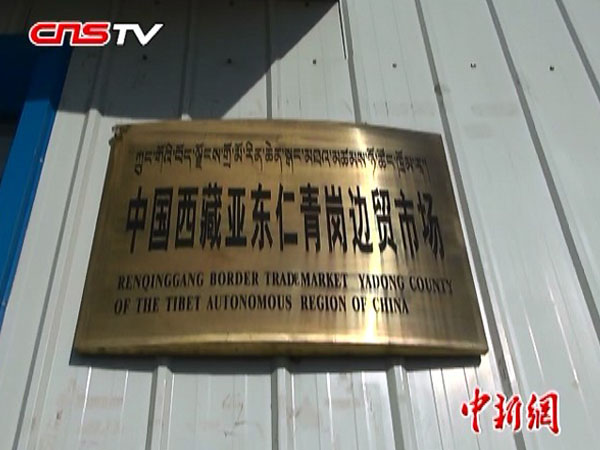 CNSTV
中国西藏亚东仁青岗边贸市场
RENQINGGANG BORDER TRADE MARKET YADONG COUNTY
OF THE TIBET AUTONOMOUS REGION OF CHINA
中新網